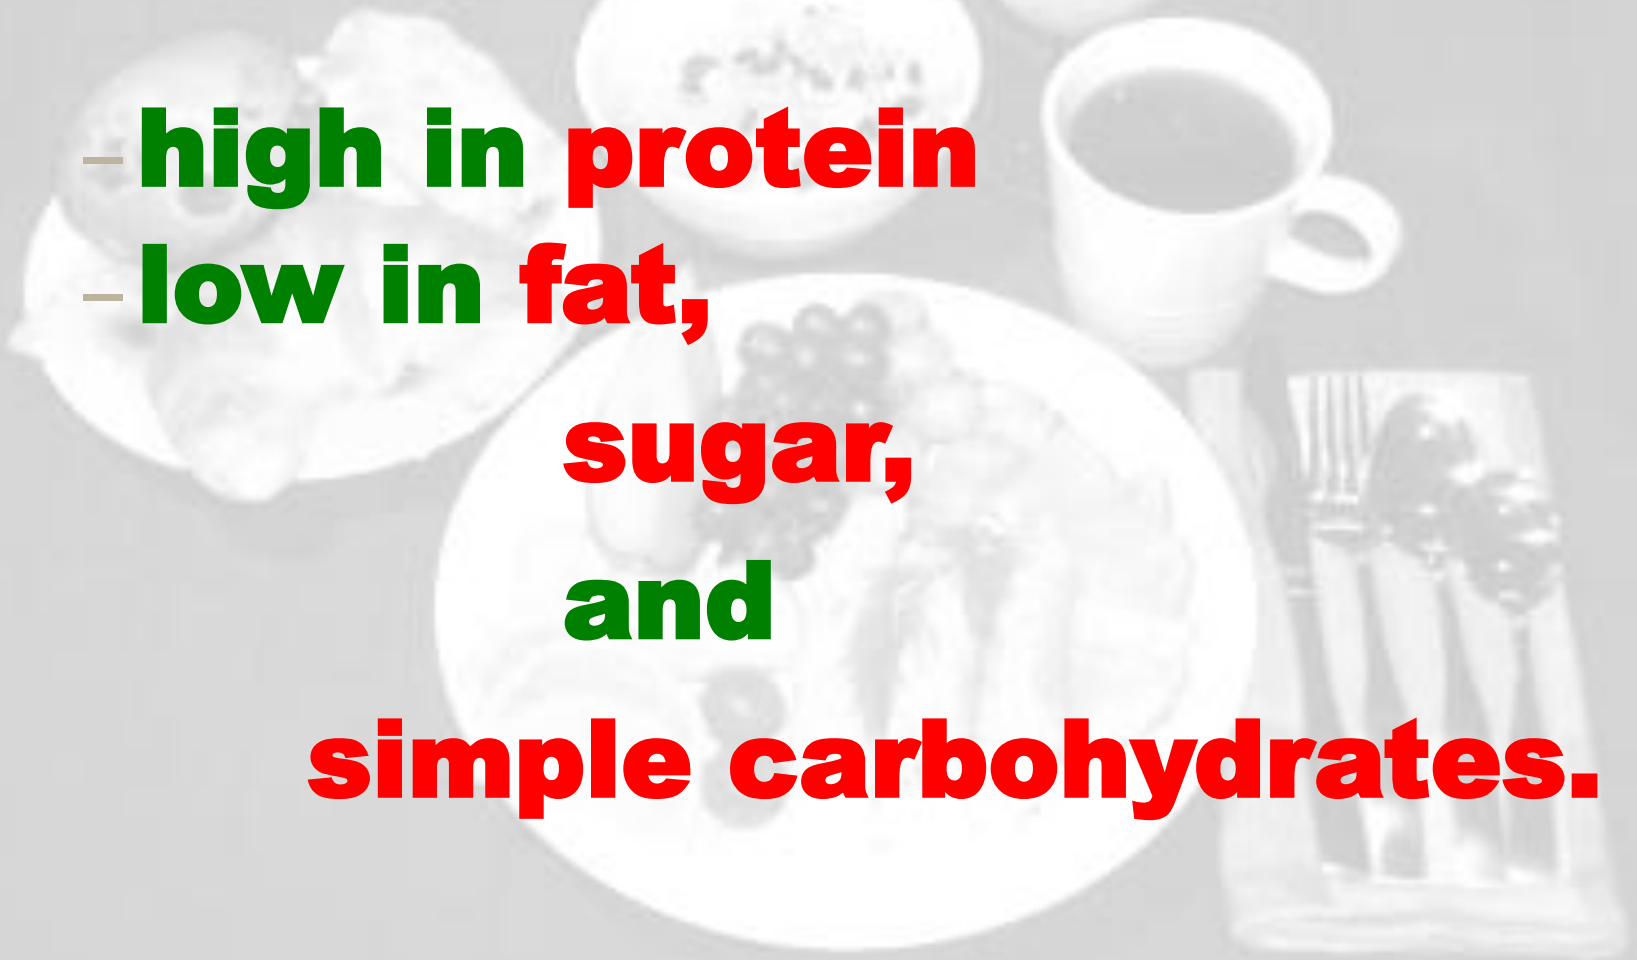 – high in protein
– low in fat,
sugar,
and
simple carbohydrates.